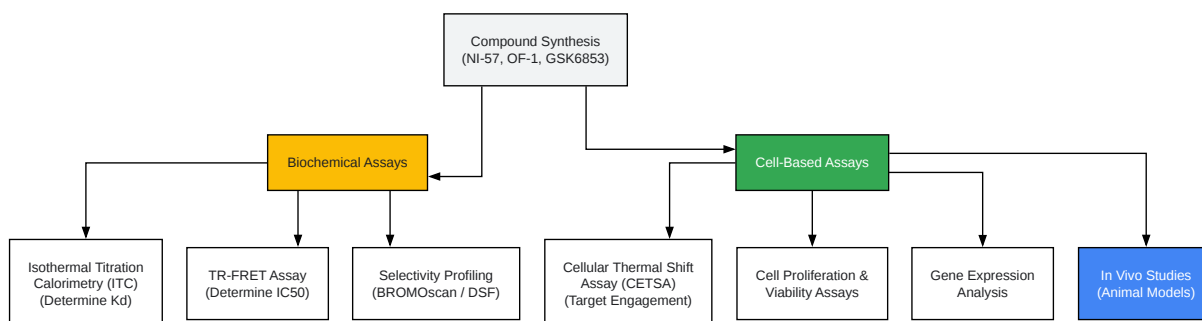 Compound Synthesis
(NI-57, OF-1, GSK6853)
Biochemical Assays
Cell-Based Assays
Isothermal Titration
Calorimetry (ITC)
(Determine Kd)
TR-FRET Assay
(Determine IC50)
Selectivity Profiling
(BROMOscan / DSF)
Cellular Thermal Shift
Assay (CETSA)
(Target Engagement)
Cell Proliferation &
Viability Assays
Gene Expression
Analysis
In Vivo Studies
(Animal Models)